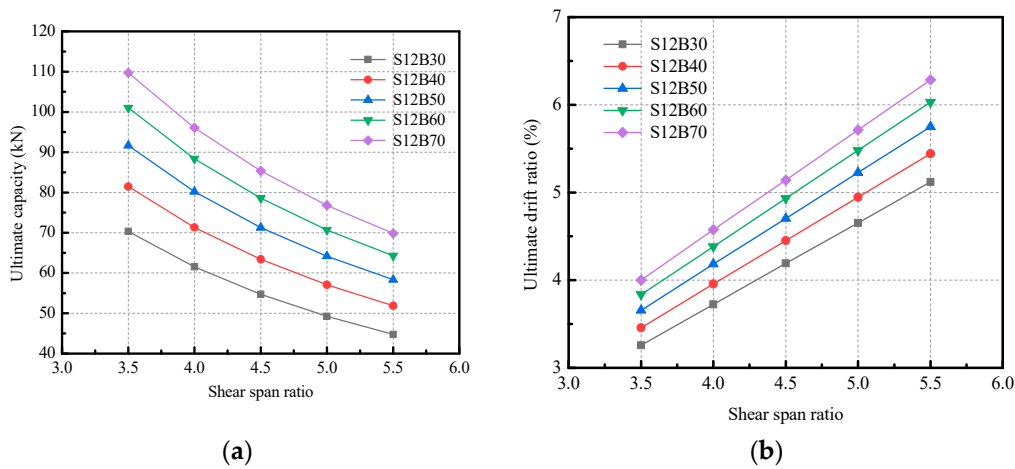 120
110
100
90
80
70
60
50
40
Ultimate capacity (kN)
S12B30
S12B40
S12B50
S12B60
S12B70
3.0 3.5 4.0 4.5 5.0 5.5 6.0
Shear span ratio
(a)
7
6
5
4
3
Ultimate drift ratio (%)
S12B30
S12B40
S12B50
S12B60
S12B70
3.0 3.5 4.0 4.5 5.0 5.5 6.0
Shear span ratio
(b)